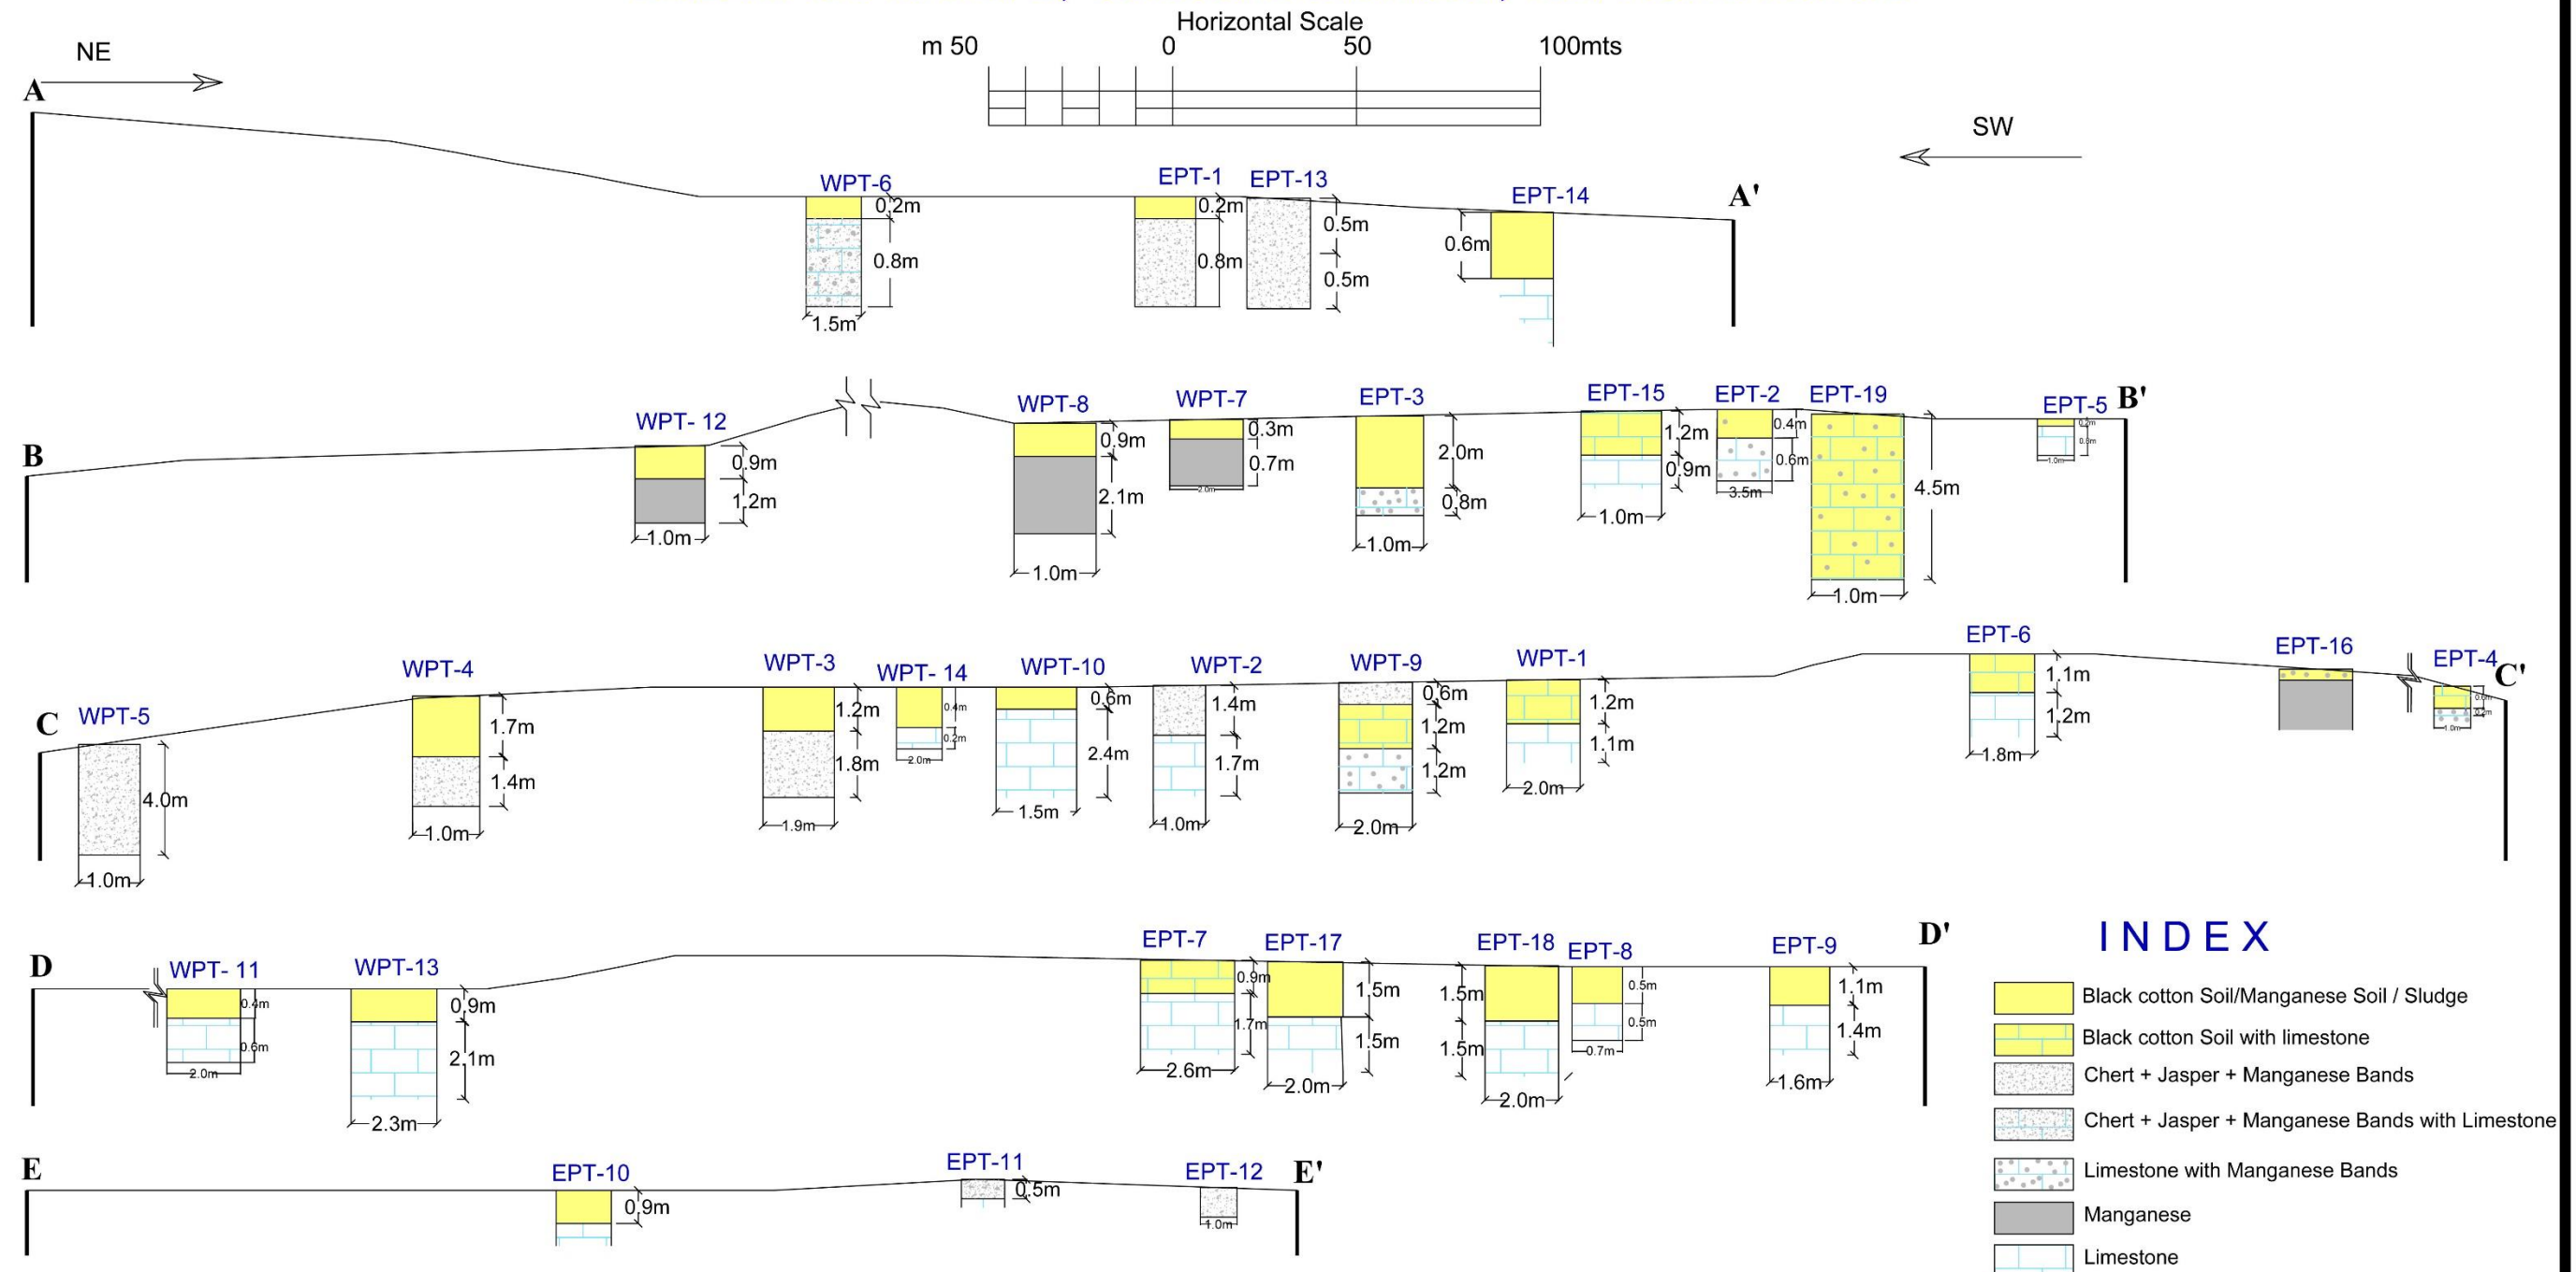 Horizontal Scale
m 50 0 50 100mts
NE
A
SW
WPT-6 EPT-1 EPT-13 EPT-14 A'
0.2m 0.2m 0.5m 0.6m
0.8m 0.8m 0.5m
1.5m
B WPT- 12 WPT-8 WPT-7 EPT-3 EPT-15 EPT-2 EPT-19 EPT-5 B'
0.9m 0.9m 0.3m 2.0m 1.2m 0.4m 4.5m 0.2m
1.2m 2.1m 0.7m 0.8m 0.9m 0.6m 0.8m
1.0m 1.0m 2.0m 1.0m 1.0m 3.5m 1.0m 1.0m
C WPT-5 WPT-4 WPT-3 WPT- 14 WPT-10 WPT-2 WPT-9 WPT-1 EPT-6 EPT-16 EPT-4 C'
4.0m 1.7m 1.2m 0.4m 0.6m 1.4m 0.6m 1.2m 1.1m
1.4m 1.8m 0.2m 2.4m 1.7m 1.2m 1.1m 1.2m
1.2m
1.0m 1.0m 1.9m 2.0m 1.5m 1.0m 2.0m 2.0m 1.8m 1.0m
D WPT- 11 WPT-13 EPT-7 EPT-17 EPT-18 EPT-8 EPT-9 D'
0.4m 0.9m 0.9m 1.5m 1.5m 0.5m 1.1m
0.6m 2.1m 1.7m 1.5m 1.5m 0.5m 1.4m
2.0m 2.3m 2.6m 2.0m 2.0m 0.7m 1.6m
E EPT-10 EPT-11 EPT-12 E'
0.9m 0.5m 1.0m
INDEX
Black cotton Soil/Manganese Soil / Sludge
Black cotton Soil with limestone
Chert + Jasper + Manganese Bands
Chert + Jasper + Manganese Bands with Limestone
Limestone with Manganese Bands
Manganese
Limestone